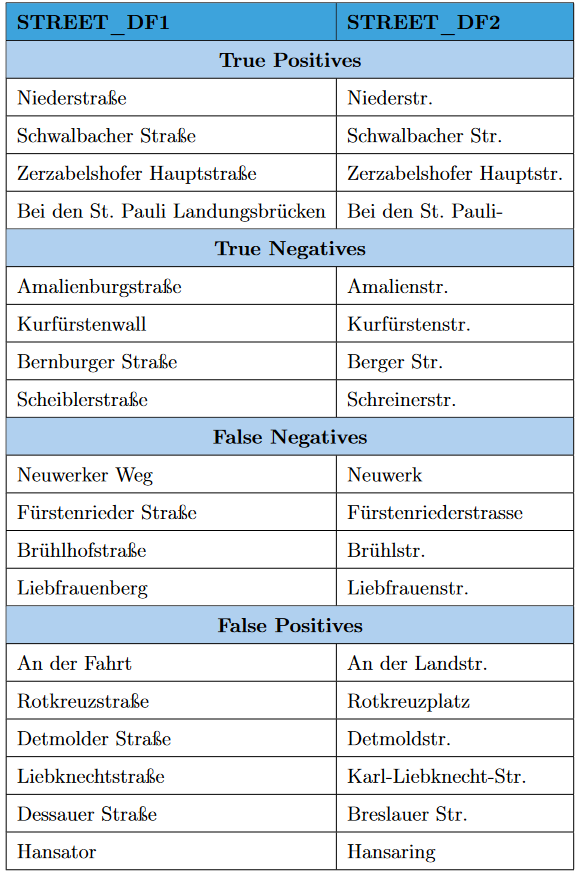 STREET_DF1 STREET_DF2
True Positives
Niederstraße Niederstr.
Schwalbacher Straße Schwalbacher Str.
Zerzabelshofer Hauptstraße Zerzabelshofer Hauptstr.
Bei den St. Pauli Landungsbrücken Bei den St. Pauli-
True Negatives
Amalienburgstraße Amalienstr.
Kurfürstenwall Kurfürstenstr.
Bernburger Straße Berger Str.
Scheiblerstraße Schreinerstr.
False Negatives
Neuwerker Weg Neuwerk
Fürstenrieder Straße Fürstenriederstrasse
Brühlhofstraße Brühlstr.
Liebfrauenberg Liebfrauenstr.
False Positives
An der Fahrt An der Landstr.
Rotkreuzstraße Rotkreuzplatz
Detmolder Straße Detmoldstr.
Liebknechtstraße Karl-Liebknecht-Str.
Dessauer Straße Breslauer Str.
Hansator Hansaring